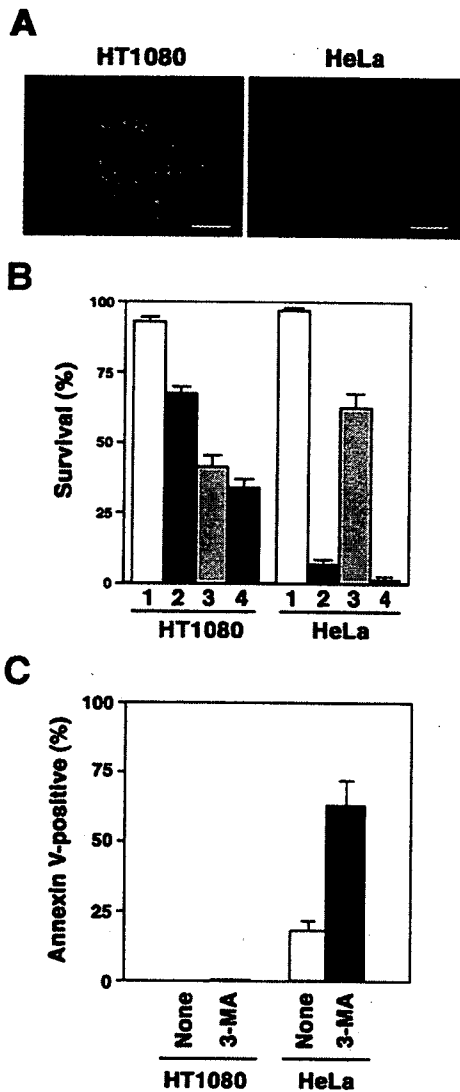 A
HT1080 HeLa
B
Survival (%)
100
75
50
25
0
1 2 3 4 1 2 3 4
HT1080 HeLa
C
Annexin V-positive (%)
100
75
50
25
0
None 3-MA None 3-MA
HT1080 HeLa